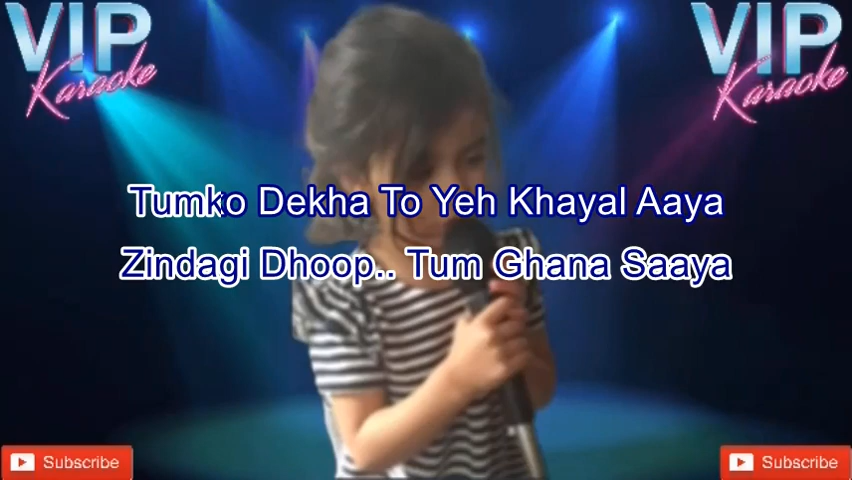 VIP VIP
Karaoke Karaoke
Tumko Dekha To Yeh Khayal Aaya
Zindagi Dhoop.. Tum Ghana Saaya
Subscribe Subscribe